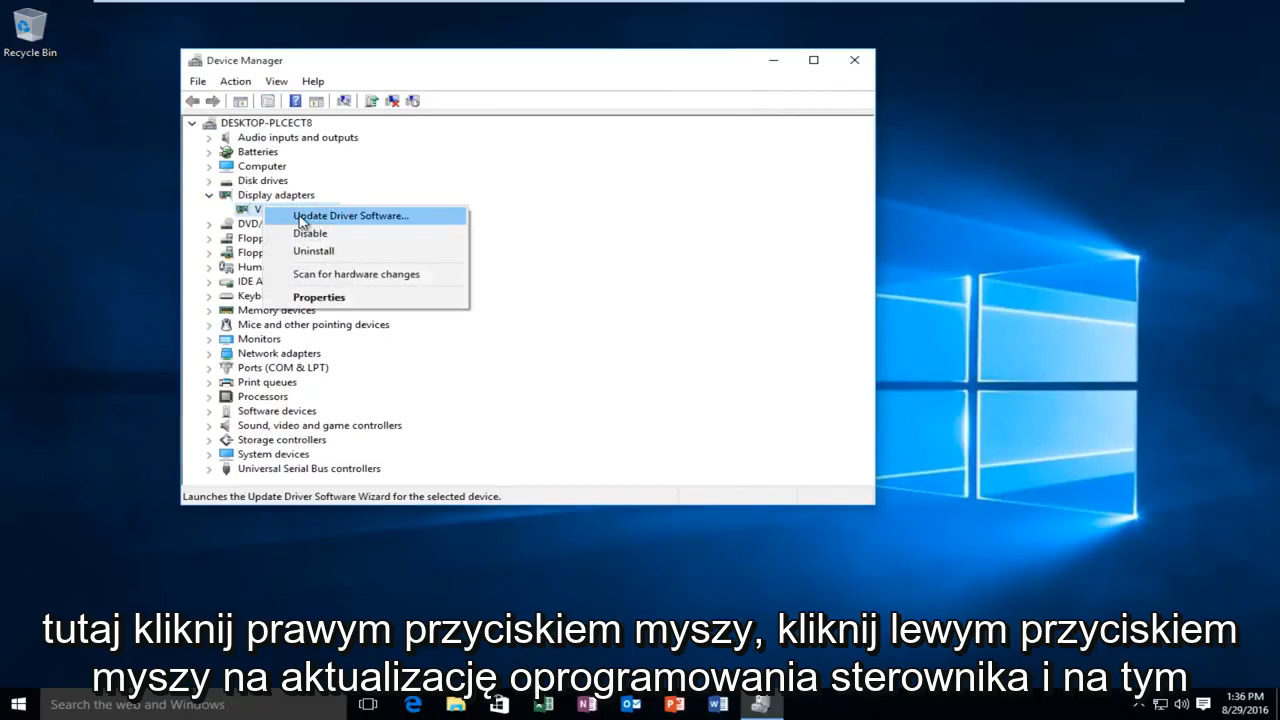 Recycle Bin
Device Manager
File Action View Help
DESKTOP-PLCECT8
Audio inputs and outputs
Batteries
Computer
Disk drives
Display adapters
Update Driver Software...
Disable
Uninstall
Scan for hardware changes
Properties
DVD/
Memory devices
Mice and other pointing devices
Monitors
Network adapters
Ports (COM & LPT)
Print queues
Processors
Software devices
Sound, video and game controllers
Storage controllers
System devices
Universal Serial Bus controllers
Launches the Update Driver Software Wizard for the selected device.
tutaj kliknij prawym przyciskiem myszy, kliknij lewym przyciskiem
myszy na aktualizację oprogramowania sterownika i na tym
Search the web and Windows
1:36 PM
8/29/2016